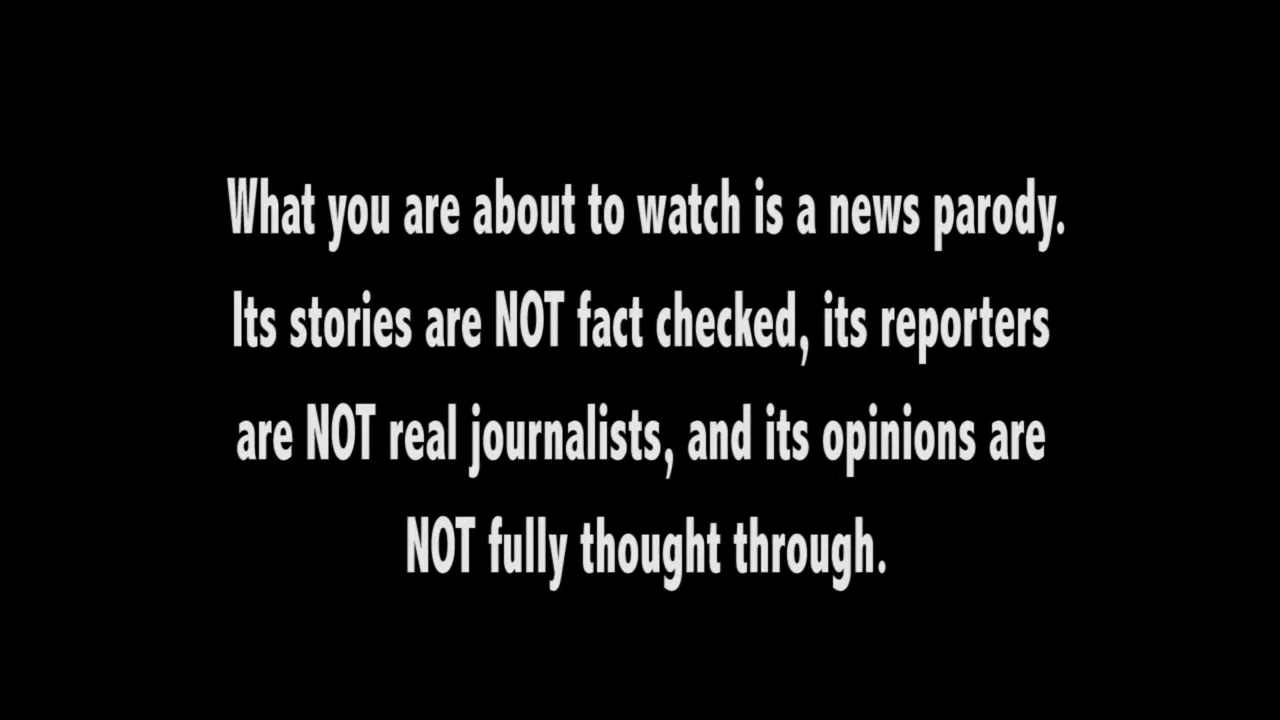 What you are about to watch is a news parody.
Its stories are NOT fact checked, its reporters
are NOT real journalists, and its opinions are
NOT fully thought through.